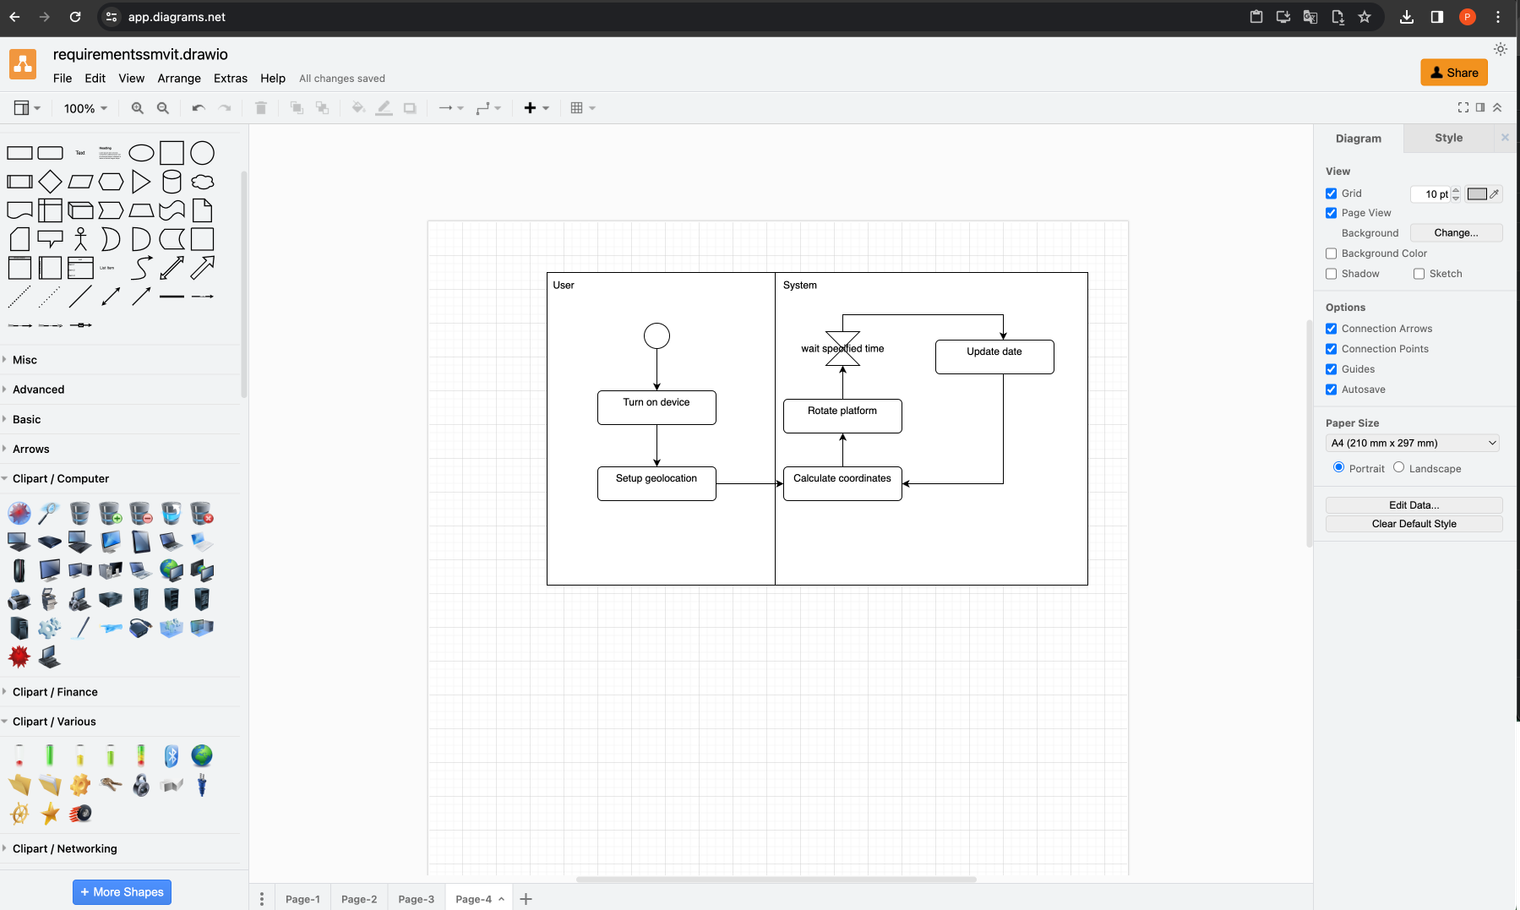 app.diagrams.net
P
requirementssmvit.drawio
File Edit View Arrange Extras Help All changes saved
Share
100%
Text
Heading
List Item
Misc
Advanced
Basic
Arrows
Clipart / Computer
Clipart / Finance
Clipart / Various
Clipart / Networking
+ More Shapes
User
System
wait specified time
Update date
Turn on device
Rotate platform
Setup geolocation
Calculate coordinates
Page-1 Page-2 Page-3 Page-4
Diagram Style
View
Grid 10 pt
Page View
Background Change...
Background Color
Shadow Sketch
Options
Connection Arrows
Connection Points
Guides
Autosave
Paper Size
A4 (210 mm x 297 mm)
Portrait Landscape
Edit Data...
Clear Default Style